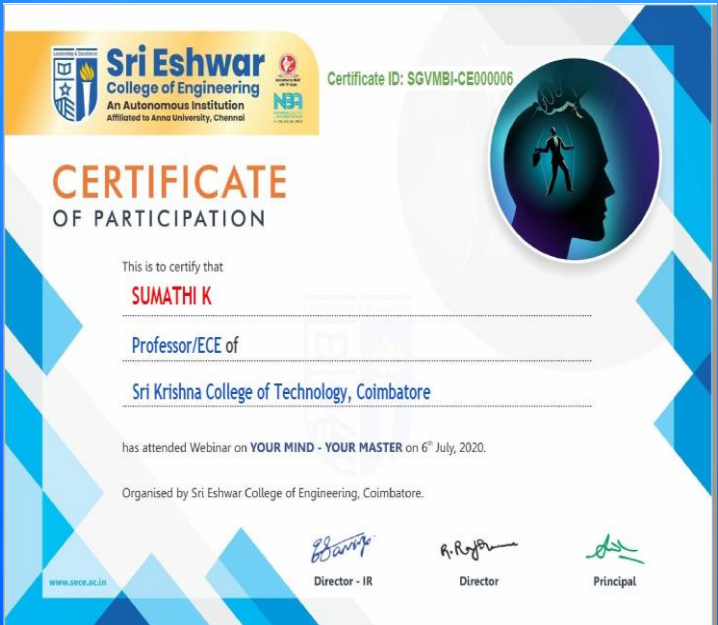 Leadership & Excellence
Sri Eshwar
College of Engineering
An Autonomous Institution
Affiliated to Anna University, Chennai
NBA
Certificate ID: SGVMBI-CE000006
CERTIFICATE
OF PARTICIPATION
This is to certify that
SUMATHI K
Professor/ECE of
Sri Krishna College of Technology, Coimbatore
has attended Webinar on YOUR MIND - YOUR MASTER on 6th July, 2020.
Organised by Sri Eshwar College of Engineering, Coimbatore.
Director - IR
Director
Principal
www.sece.ac.in